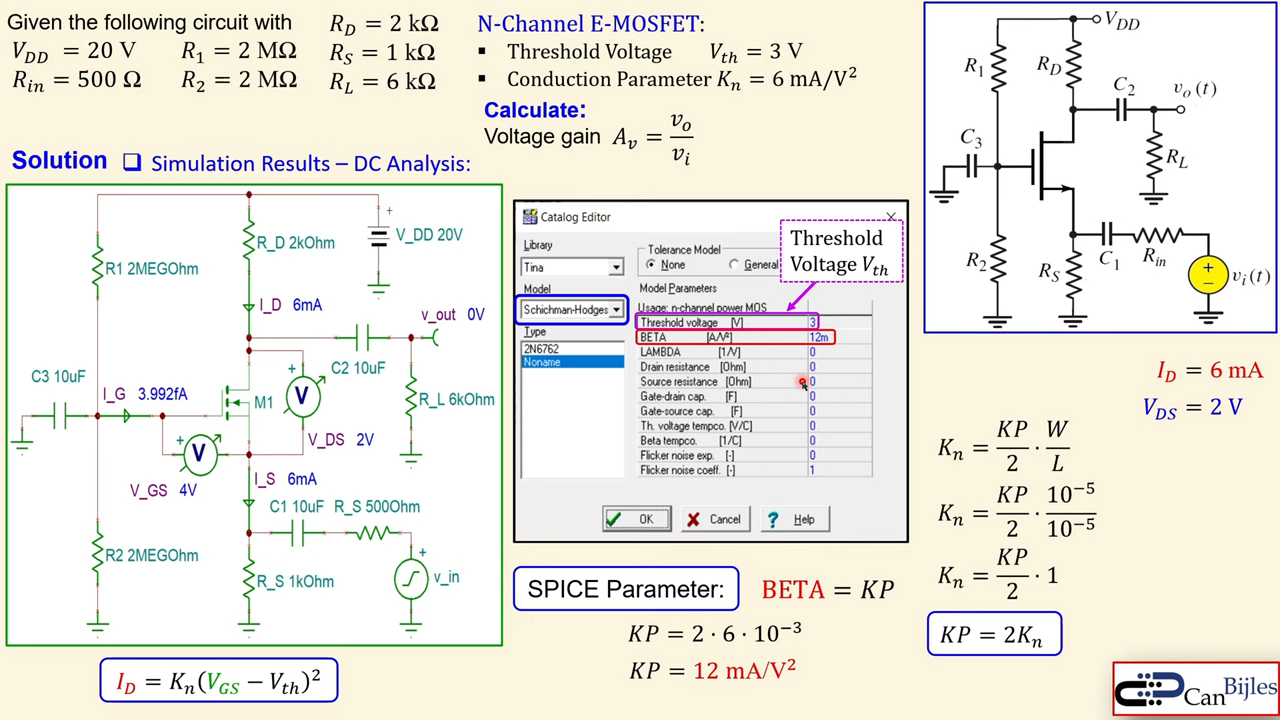 Given the following circuit with
V_DD = 20 V
R_in = 500 Ω
R_1 = 2 MΩ
R_2 = 2 MΩ
R_D = 2 kΩ
R_S = 1 kΩ
R_L = 6 kΩ
N-Channel E-MOSFET:
▪ Threshold Voltage V_th = 3 V
▪ Conduction Parameter K_n = 6 mA/V²
Calculate:
Voltage gain A_v = v_o / v_i
Solution ❑ Simulation Results – DC Analysis:
R_D 2kOhm
V_DD 20V
R1 2MEGOhm
I_D 6mA
v_out 0V
C2 10uF
C3 10uF
I_G 3.992fA
M1
V
R_L 6kOhm
V_DS 2V
V
V_GS 4V
I_S 6mA
C1 10uF
R_S 500Ohm
R2 2MEGOhm
R_S 1kOhm
v_in
I_D = K_n(V_GS − V_th)²
Catalog Editor
Library
Tina
Model
Schichman-Hodges
Type
2N6762
Noname
Tolerance Model
None
General
Threshold
Voltage V_th
Model Parameters
Usage: n-channel power MOS
Threshold voltage [V] 3
BETA [A/V²] 12m
LAMBDA [1/V] 0
Drain resistance [Ohm] 0
Source resistance [Ohm] 0
Gate-drain cap. [F] 0
Gate-source cap. [F] 0
Th. voltage tempco. [V/C] 0
Beta tempco. [1/C] 0
Flicker noise exp. [-] 0
Flicker noise coeff. [-] 1
OK
Cancel
Help
SPICE Parameter:
BETA = KP
KP = 2 · 6 · 10⁻³
KP = 12 mA/V²
V_DD
R_1
R_D
C_2
v_o(t)
C_3
R_L
R_2
R_S
C_1
R_in
v_i(t)
I_D = 6 mA
V_DS = 2 V
K_n = KP/2 · W/L
K_n = KP/2 · 10⁻⁵/10⁻⁵
K_n = KP/2 · 1
KP = 2K_n
CanBijles